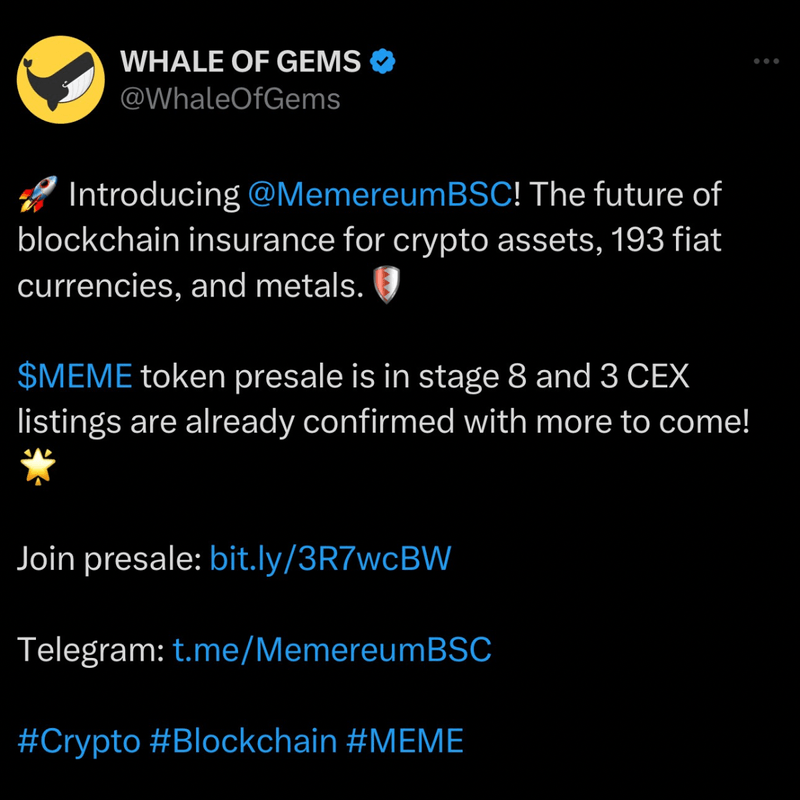 WHALE OF GEMS
@WhaleOfGems
🚀 Introducing @MemereumBSC! The future of
blockchain insurance for crypto assets, 193 fiat
currencies, and metals. 🛡️
$MEME token presale is in stage 8 and 3 CEX
listings are already confirmed with more to come!
🌟
Join presale: bit.ly/3R7wcBW
Telegram: t.me/MemereumBSC
#Crypto #Blockchain #MEME